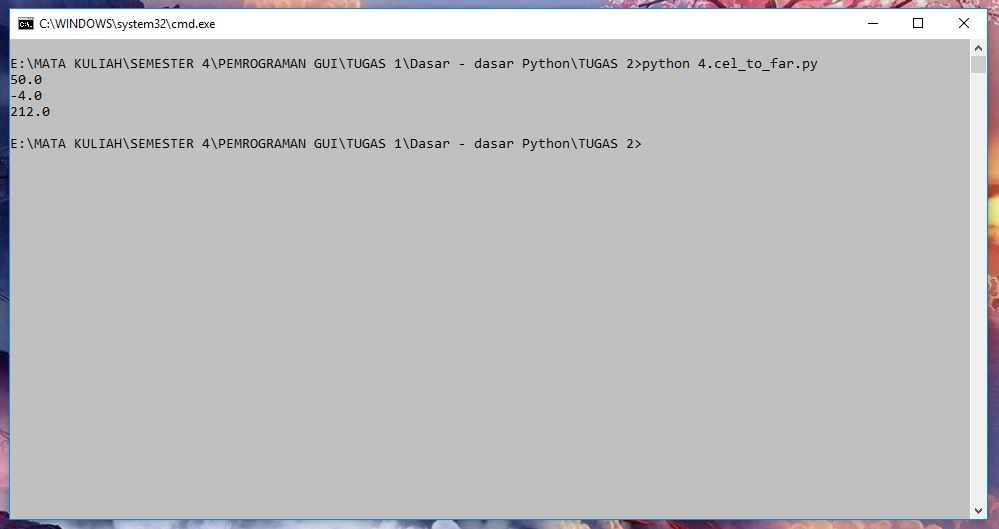 C:\WINDOWS\system32\cmd.exe
E:\MATA KULIAH\SEMESTER 4\PEMROGRAMAN GUI\TUGAS 1\Dasar - dasar Python\TUGAS 2>python 4.cel_to_far.py
50.0
-4.0
212.0
E:\MATA KULIAH\SEMESTER 4\PEMROGRAMAN GUI\TUGAS 1\Dasar - dasar Python\TUGAS 2>